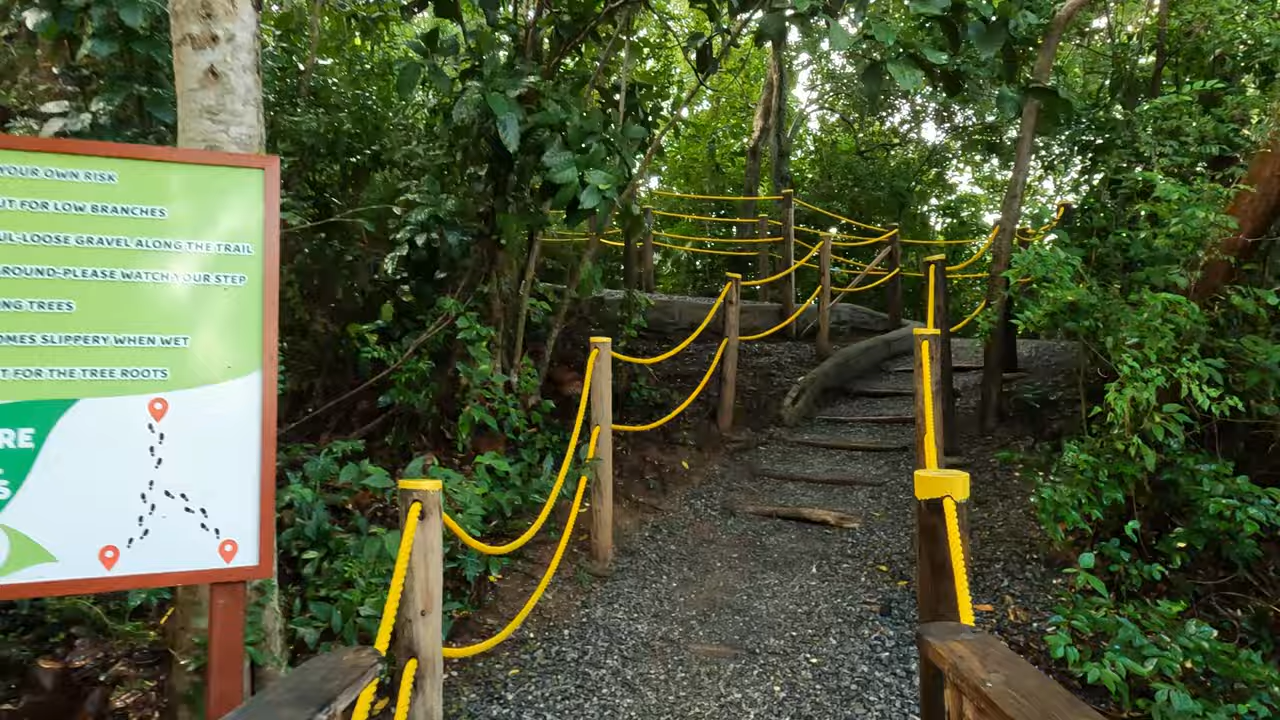 YOUR OWN RISK
UT FOR LOW BRANCHES
UL-LOOSE GRAVEL ALONG THE TRAIL
ROUND-PLEASE WATCH YOUR STEP
NG TREES
OMES SLIPPERY WHEN WET
T FOR THE TREE ROOTS
RE
S